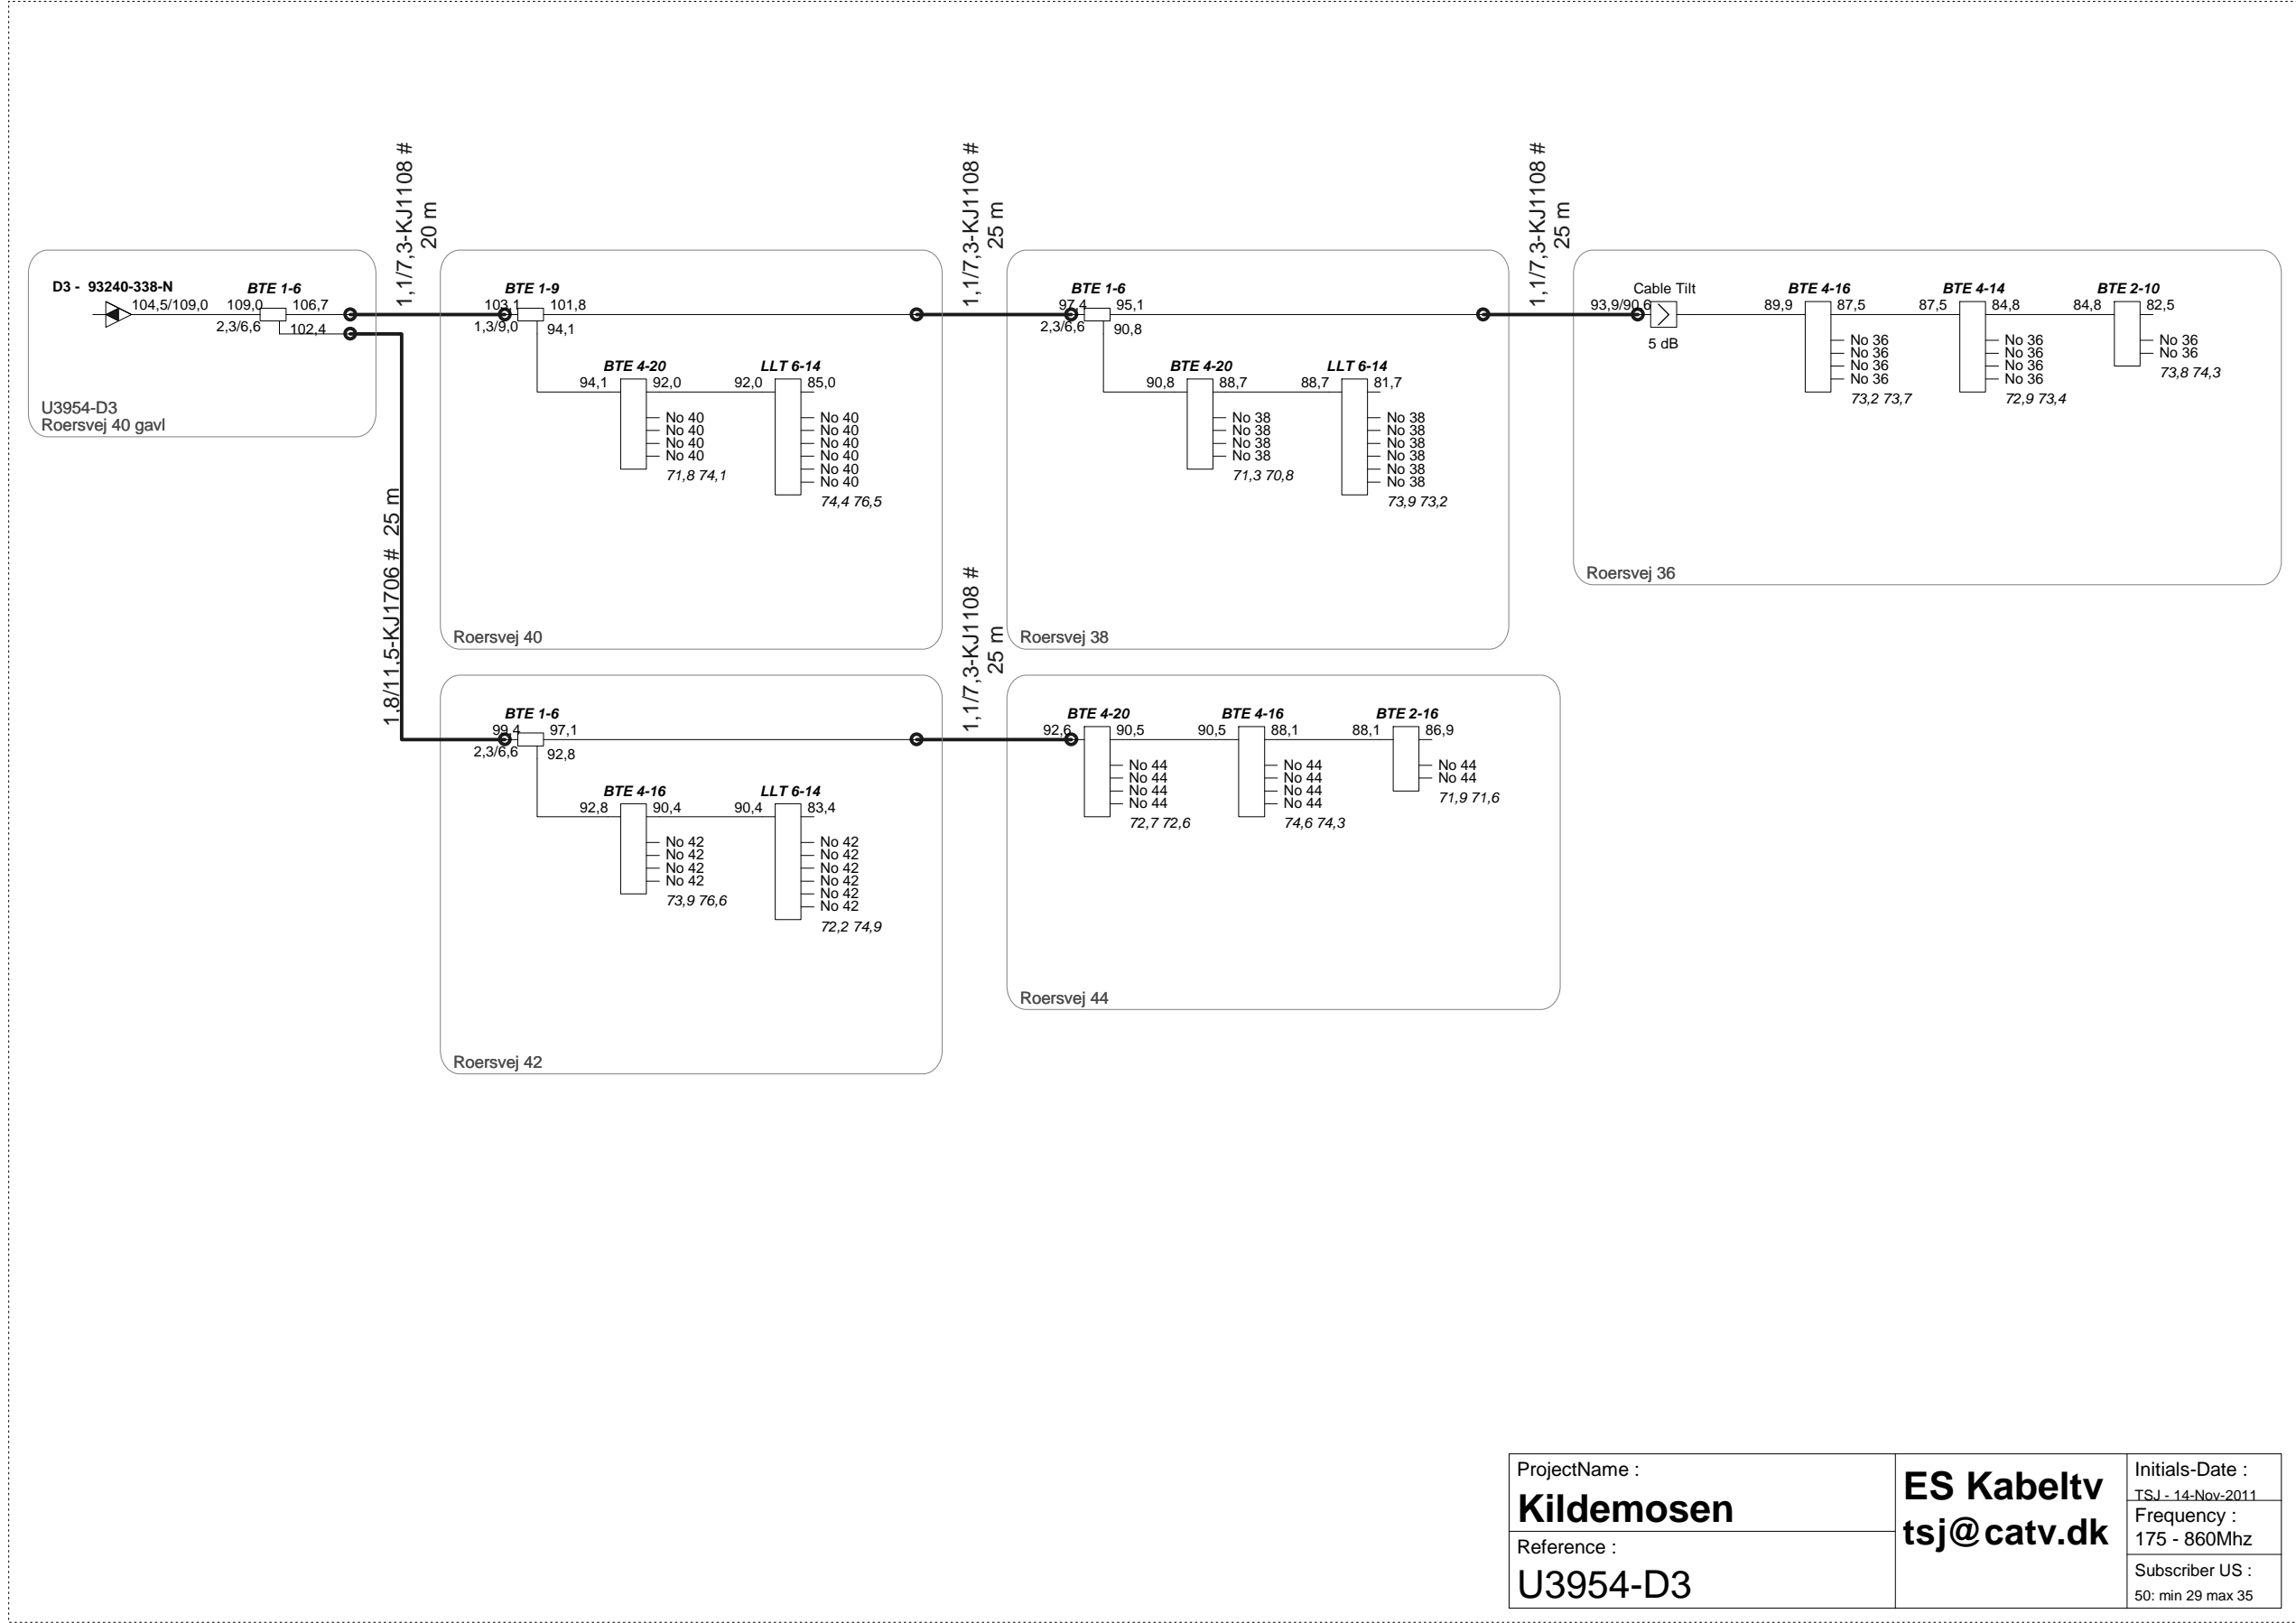 1,1/7,3-KJ1108 #
20 m
1,1/7,3-KJ1108 #
25 m
1,1/7,3-KJ1108 #
25 m
D3 - 93240-338-N
104,5/109,0
BTE 1-6
109,0
106,7
2,3/6,6
102,4
U3954-D3
Roersvej 40 gavl
BTE 1-9
103,1
101,8
1,3/9,0
94,1
BTE 4-20
94,1
92,0
No 40
No 40
No 40
No 40
71,8 74,1
LLT 6-14
92,0
85,0
No 40
No 40
No 40
No 40
No 40
No 40
74,4 76,5
Roersvej 40
BTE 1-6
97,4
95,1
2,3/6,6
90,8
BTE 4-20
90,8
88,7
No 38
No 38
No 38
No 38
71,3 70,8
LLT 6-14
88,7
81,7
No 38
No 38
No 38
No 38
No 38
No 38
73,9 73,2
Roersvej 38
Cable Tilt
93,9/90,6
5 dB
BTE 4-16
89,9
87,5
No 36
No 36
No 36
No 36
73,2 73,7
BTE 4-14
87,5
84,8
No 36
No 36
No 36
No 36
72,9 73,4
BTE 2-10
84,8
82,5
No 36
No 36
73,8 74,3
Roersvej 36
1,8/11,5-KJ1706 # 25 m
1,1/7,3-KJ1108 #
25 m
BTE 1-6
99,4
97,1
2,3/6,6
92,8
BTE 4-16
92,8
90,4
No 42
No 42
No 42
No 42
73,9 76,6
LLT 6-14
90,4
83,4
No 42
No 42
No 42
No 42
No 42
No 42
72,2 74,9
Roersvej 42
BTE 4-20
92,6
90,5
No 44
No 44
No 44
No 44
72,7 72,6
BTE 4-16
90,5
88,1
No 44
No 44
No 44
No 44
74,6 74,3
BTE 2-16
88,1
86,9
No 44
No 44
71,9 71,6
Roersvej 44
ProjectName :
Kildemosen
Reference :
U3954-D3
ES Kabeltv
tsj@catv.dk
Initials-Date :
TSJ - 14-Nov-2011
Frequency :
175 - 860Mhz
Subscriber US :
50: min 29 max 35